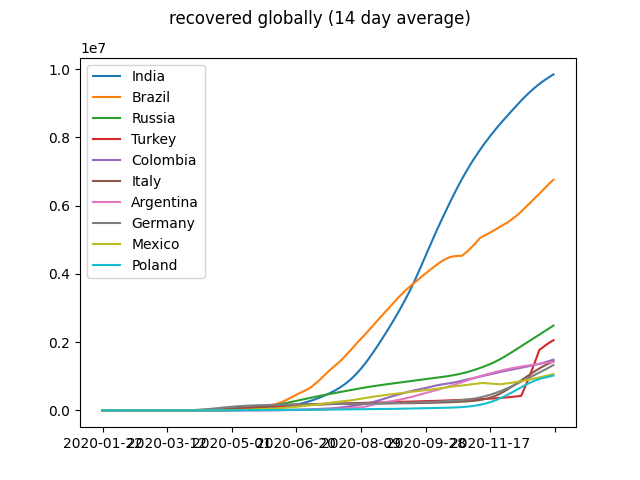 recovered globally (14 day average)
1e7
1.0
0.8
0.6
0.4
0.2
0.0
India
Brazil
Russia
Turkey
Colombia
Italy
Argentina
Germany
Mexico
Poland
2020-01-22 2020-03-12 2020-05-01 2020-06-20 2020-08-09 2020-09-28 2020-11-17